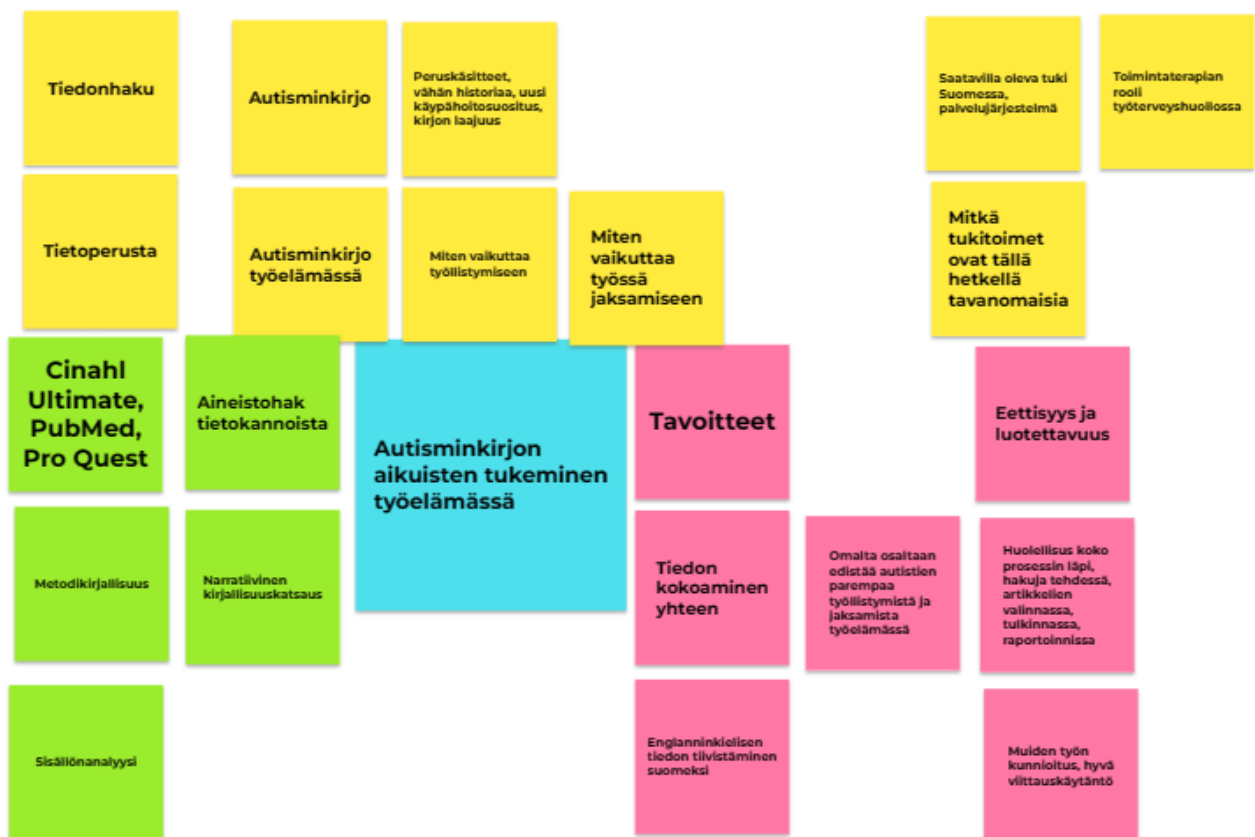 Tiedonhaku
Autisminkirjo
Peruskäsitteet,
vähän historiaa, uusi
käypähoitosuositus,
kirjon laajuus
Saatavilla oleva tuki
Suomessa,
palvelujärjestelmä
Toimintaterapian
rooli
työterveyshuollossa
Tietoperusta
Autisminkirjo
työelämässä
Miten vaikuttaa
työllistymiseen
Miten
vaikuttaa
työssä
jaksamiseen
Mitkä
tukitoimet
ovat tällä
hetkellä
tavanomaisia
Cinahl
Ultimate,
PubMed,
Pro Quest
Aineistohak
tietokannoista
Autisminkirjon
aikuisten tukeminen
työelämässä
Tavoitteet
Eettisyys ja
luotettavuus
Metodikirjallisuus
Narratiivinen
kirjallisuuskatsaus
Tiedon
kokoaminen
yhteen
Omalta osaltaan
edistää autistien
parempaa
työllistymistä ja
jaksamista
työelämässä
Huolellisus koko
prosessin läpi,
hakuja tehdessä,
artikkelien
valinnassa,
tulkinnassa,
raportoinnissa
Sisällönanalyysi
Englanninkielisen
tiedon tiivistäminen
suomeksi
Muiden työn
kunnioitus, hyvä
viittauskäytäntö